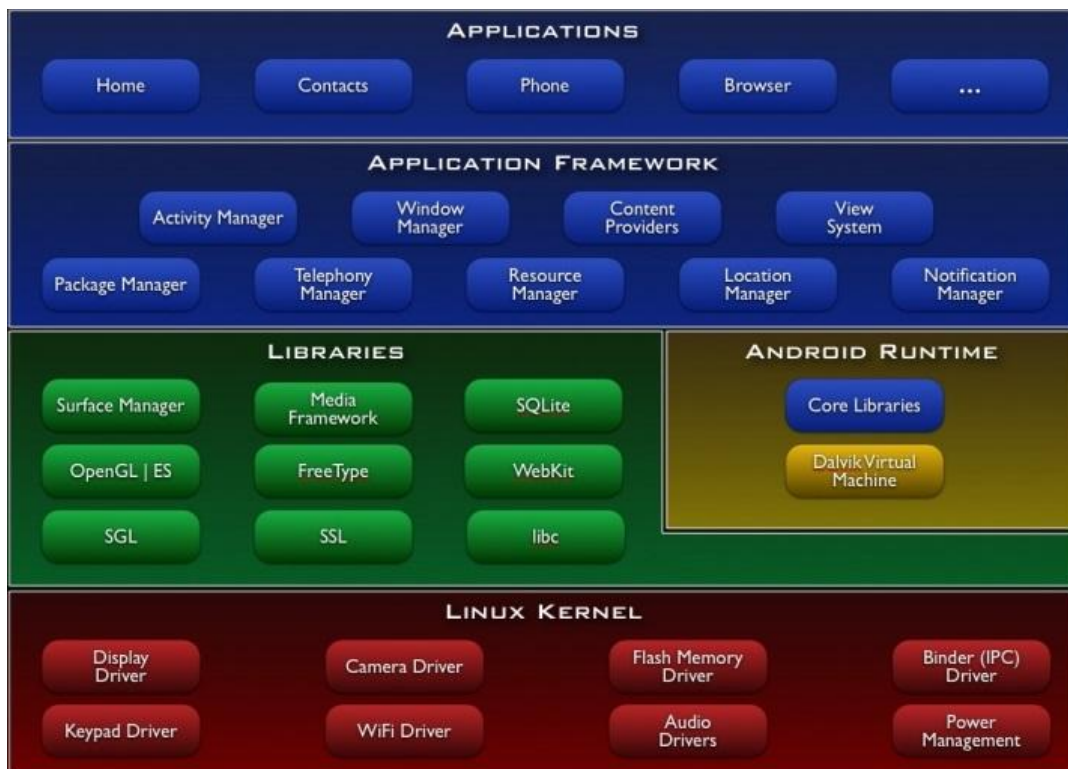 APPLICATIONS
Home
Contacts
Phone
Browser
...
APPLICATION FRAMEWORK
Activity Manager
Window
Manager
Content
Providers
View
System
Package Manager
Telephony
Manager
Resource
Manager
Location
Manager
Notification
Manager
LIBRARIES
Surface Manager
Media
Framework
SQLite
OpenGL | ES
FreeType
WebKit
SGL
SSL
libc
ANDROID RUNTIME
Core Libraries
Dalvik Virtual
Machine
LINUX KERNEL
Display
Driver
Camera Driver
Flash Memory
Driver
Binder (IPC)
Driver
Keypad Driver
WiFi Driver
Audio
Drivers
Power
Management